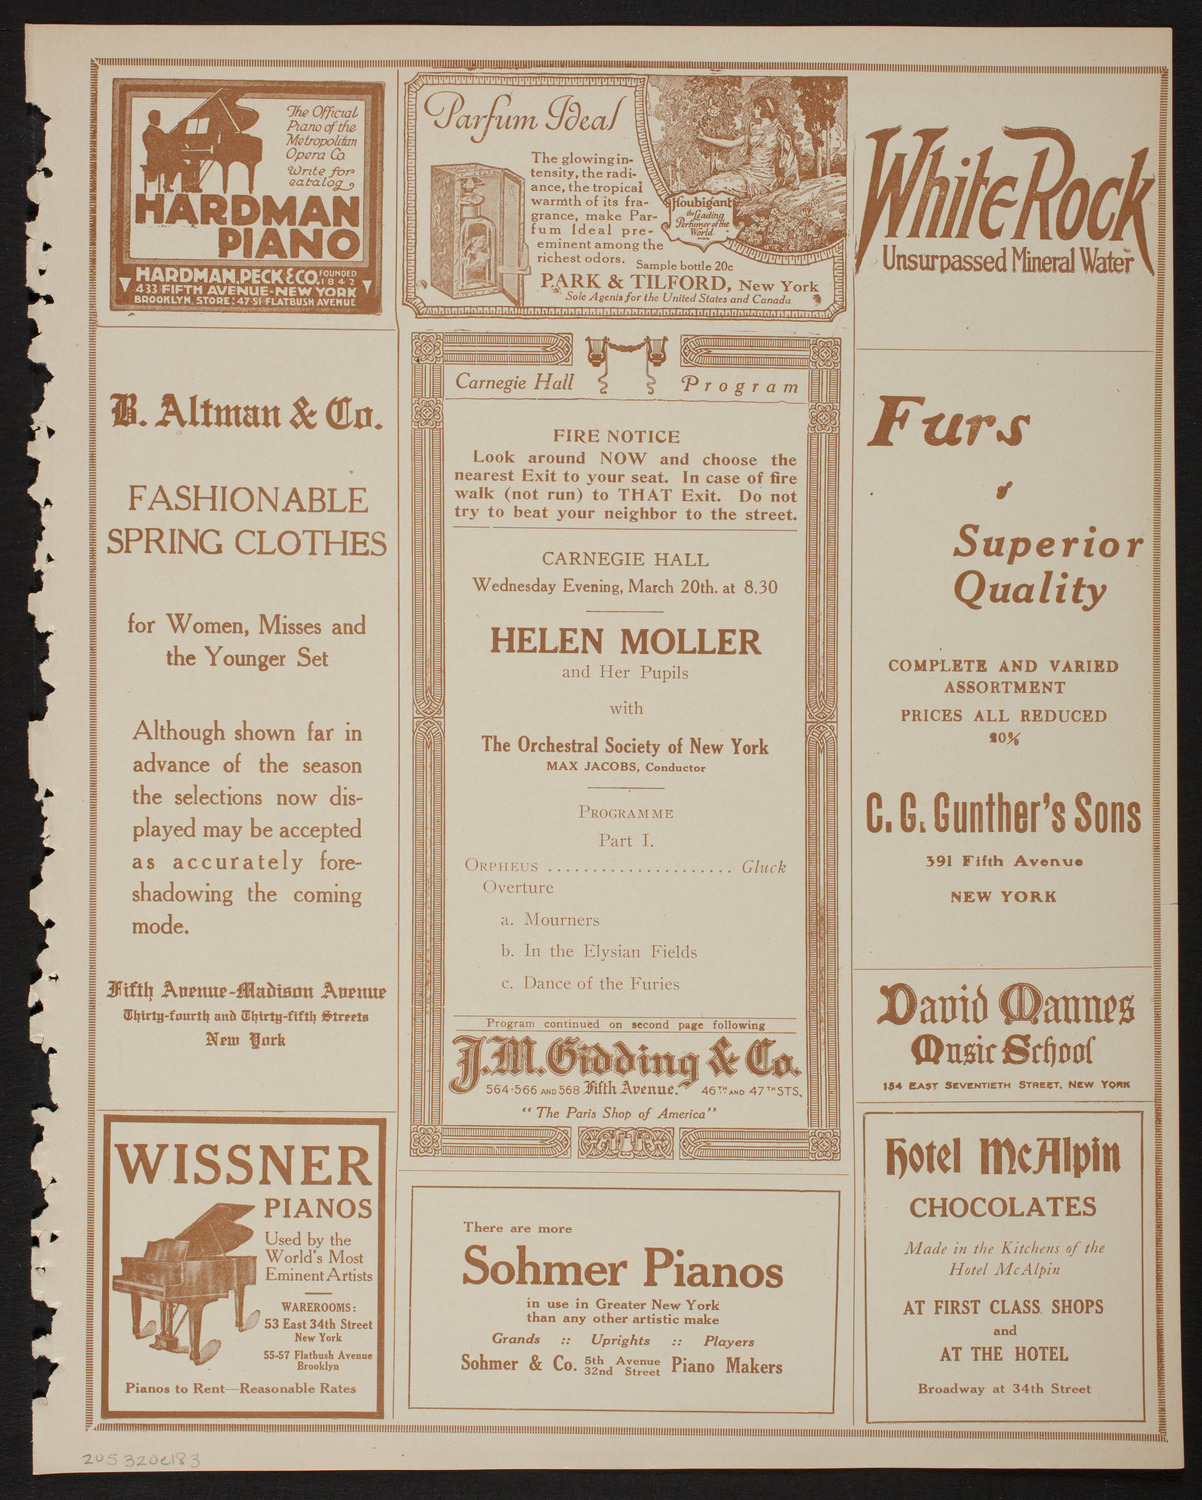 The Official
Piano of the
Metropolitan
Opera Co.
Write for
catalog
HARDMAN
PIANO
HARDMAN, PECK & CO. FOUNDED 1842
433 FIFTH AVENUE-NEW YORK
BROOKLYN STORE: 47-51 FLATBUSH AVENUE
B. Altman & Co.
FASHIONABLE
SPRING CLOTHES
for Women, Misses and
the Younger Set
Although shown far in
advance of the season
the selections now dis-
played may be accepted
as accurately fore-
shadowing the coming
mode.
Fifth Avenue-Madison Avenue
Thirty-fourth and Thirty-fifth Streets
New York
WISSNER
PIANOS
Used by the
World's Most
Eminent Artists
WAREROOMS:
53 East 34th Street
New York
55-57 Flatbush Avenue
Brooklyn
Pianos to Rent—Reasonable Rates
Parfum Ideal
The glowing in-
tensity, the radi-
ance, the tropical
warmth of its fra-
grance, make Par-
fum Ideal pre-
eminent among the
richest odors.
Sample bottle 20c
Houbigant
the Leading
Perfumer of the
World.
PARIS
PARK & TILFORD, New York
Sole Agents for the United States and Canada
Carnegie Hall Program
FIRE NOTICE
Look around NOW and choose the
nearest Exit to your seat. In case of fire
walk (not run) to THAT Exit. Do not
try to beat your neighbor to the street.
CARNEGIE HALL
Wednesday Evening, March 20th. at 8.30
HELEN MOLLER
and Her Pupils
with
The Orchestral Society of New York
MAX JACOBS, Conductor
PROGRAMME
Part I.
ORPHEUS ..................... Gluck
Overture
a. Mourners
b. In the Elysian Fields
c. Dance of the Furies
Program continued on second page following
J.M. Gidding & Co.
564-566 AND 568 Fifth Avenue. 46TH AND 47TH STS.
"The Paris Shop of America"
There are more
Sohmer Pianos
in use in Greater New York
than any other artistic make
Grands :: Uprights :: Players
Sohmer & Co. 5th Avenue 32nd Street Piano Makers
White Rock
Unsurpassed Mineral Water
Furs
of
Superior
Quality
COMPLETE AND VARIED
ASSORTMENT
PRICES ALL REDUCED
20%
C. G. Gunther's Sons
391 Fifth Avenue
NEW YORK
David Mannes
Music School
154 EAST SEVENTIETH STREET, NEW YORK
Hotel McAlpin
CHOCOLATES
Made in the Kitchens of the
Hotel McAlpin
AT FIRST CLASS SHOPS
and
AT THE HOTEL
Broadway at 34th Street
205320c183